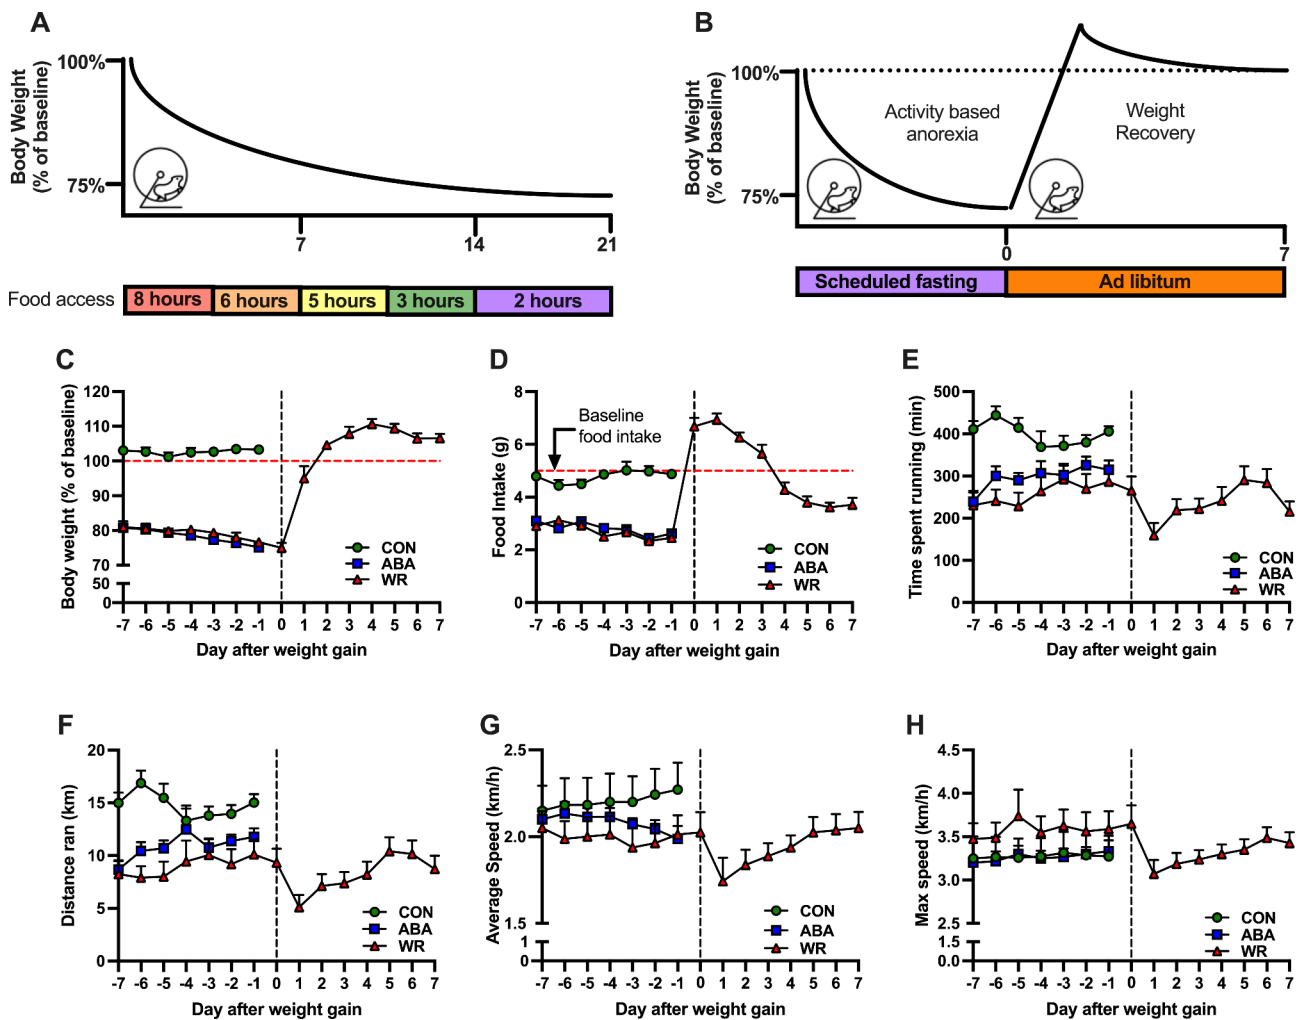 A
Body Weight
(% of baseline)
100%
75%
7
14
21
Food access
8 hours
6 hours
5 hours
3 hours
2 hours
B
Body Weight
(% of baseline)
100%
75%
Activity based
anorexia
Weight
Recovery
0
7
Scheduled fasting
Ad libitum
C
Body weight (% of baseline)
120
110
100
90
80
70
50
0
CON
ABA
WR
-7 -6 -5 -4 -3 -2 -1 0 1 2 3 4 5 6 7
Day after weight gain
D
Food Intake (g)
8
6
4
2
0
Baseline
food intake
CON
ABA
WR
-7 -6 -5 -4 -3 -2 -1 0 1 2 3 4 5 6 7
Day after weight gain
E
Time spent running (min)
500
400
300
200
100
0
CON
ABA
WR
-7 -6 -5 -4 -3 -2 -1 0 1 2 3 4 5 6 7
Day after weight gain
F
Distance ran (km)
20
15
10
5
0
CON
ABA
WR
-7 -6 -5 -4 -3 -2 -1 0 1 2 3 4 5 6 7
Day after weight gain
G
Average Speed (km/h)
2.5
2.0
1.5
1
0
CON
ABA
WR
-7 -6 -5 -4 -3 -2 -1 0 1 2 3 4 5 6 7
Day after weight gain
H
Max speed (km/h)
4.5
4.0
3.5
3.0
2.5
1.5
0.0
CON
ABA
WR
-7 -6 -5 -4 -3 -2 -1 0 1 2 3 4 5 6 7
Day after weight gain